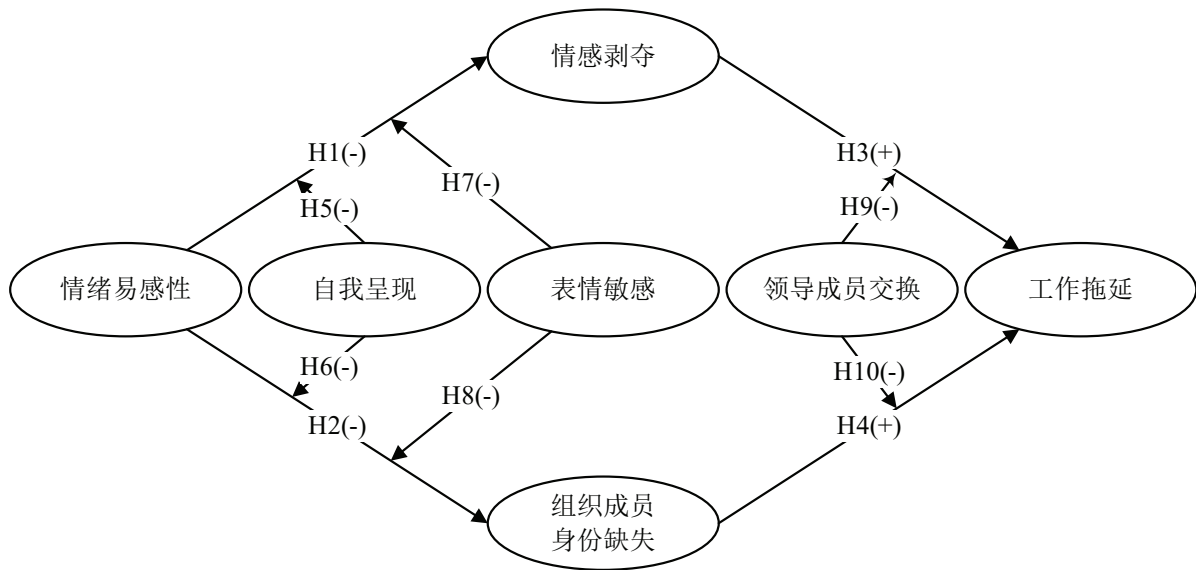 情感剥夺
H1(-)
H3(+)
H7(-)
H5(-)
H9(-)
情绪易感性
自我呈现
表情敏感
领导成员交换
工作拖延
H6(-)
H8(-)
H10(-)
H2(-)
H4(+)
组织成员
身份缺失